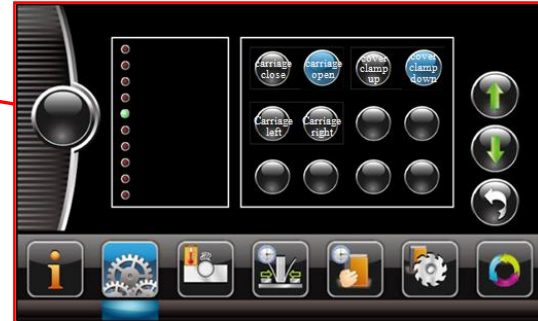 carriage
close
carriage
open
cover
clamp
up
cover
clamp
down
Carriage
left
Carriage
right
i